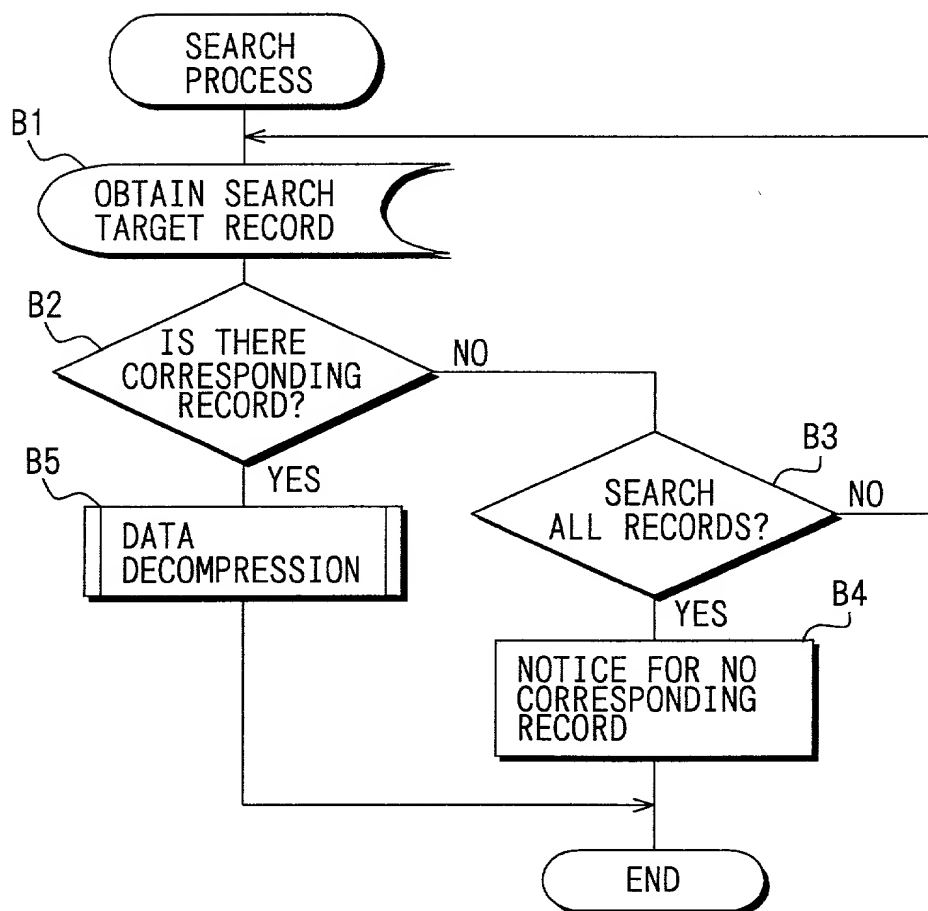 SEARCH
PROCESS
B1
OBTAIN SEARCH
TARGET RECORD
B2
IS THERE
CORRESPONDING
RECORD?
NO
YES
B3
SEARCH
ALL RECORDS?
NO
YES
B5
DATA
DECOMPRESSION
B4
NOTICE FOR NO
CORRESPONDING
RECORD
END